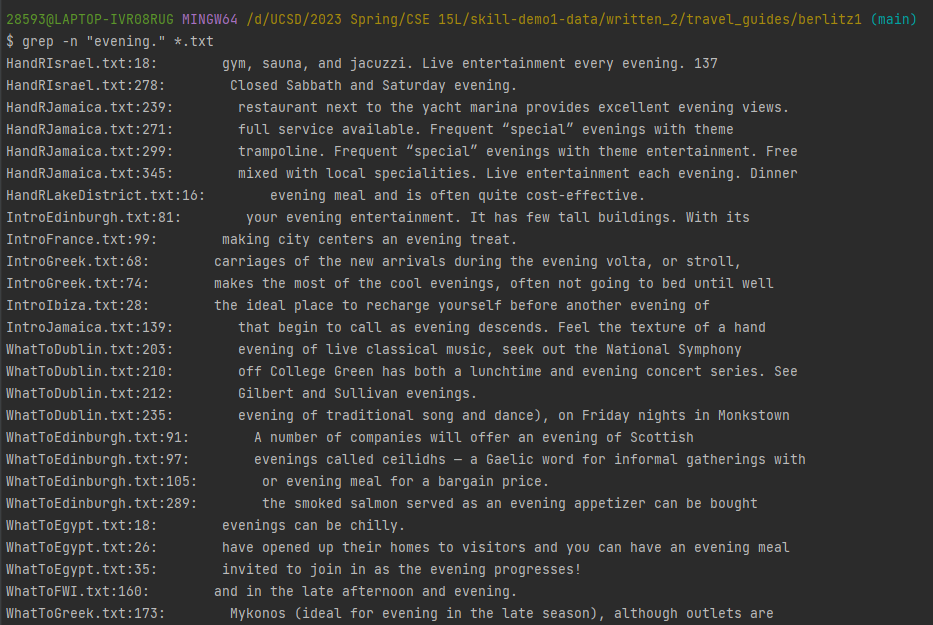 28593@LAPTOP-IVR08RUG MINGW64 /d/UCSD/2023 Spring/CSE 15L/skill-demo1-data/written_2/travel_guides/berlitz1 (main)
$ grep -n "evening." *.txt
HandRIsrael.txt:18:        gym, sauna, and jacuzzi. Live entertainment every evening. 137
HandRIsrael.txt:278:        Closed Sabbath and Saturday evening.
HandRJamaica.txt:239:        restaurant next to the yacht marina provides excellent evening views.
HandRJamaica.txt:271:        full service available. Frequent “special” evenings with theme
HandRJamaica.txt:299:        trampoline. Frequent “special” evenings with theme entertainment. Free
HandRJamaica.txt:345:        mixed with local specialities. Live entertainment each evening. Dinner
HandRLakeDistrict.txt:16:        evening meal and is often quite cost-effective.
IntroEdinburgh.txt:81:        your evening entertainment. It has few tall buildings. With its
IntroFrance.txt:99:        making city centers an evening treat.
IntroGreek.txt:68:        carriages of the new arrivals during the evening volta, or stroll,
IntroGreek.txt:74:        makes the most of the cool evenings, often not going to bed until well
IntroIbiza.txt:28:        the ideal place to recharge yourself before another evening of
IntroJamaica.txt:139:        that begin to call as evening descends. Feel the texture of a hand
WhatToDublin.txt:203:        evening of live classical music, seek out the National Symphony
WhatToDublin.txt:210:        off College Green has both a lunchtime and evening concert series. See
WhatToDublin.txt:212:        Gilbert and Sullivan evenings.
WhatToDublin.txt:235:        evening of traditional song and dance), on Friday nights in Monkstown
WhatToEdinburgh.txt:91:        A number of companies will offer an evening of Scottish
WhatToEdinburgh.txt:97:        evenings called ceilidhs — a Gaelic word for informal gatherings with
WhatToEdinburgh.txt:105:        or evening meal for a bargain price.
WhatToEdinburgh.txt:289:        the smoked salmon served as an evening appetizer can be bought
WhatToEgypt.txt:18:        evenings can be chilly.
WhatToEgypt.txt:26:        have opened up their homes to visitors and you can have an evening meal
WhatToEgypt.txt:35:        invited to join in as the evening progresses!
WhatToFWI.txt:160:        and in the late afternoon and evening.
WhatToGreek.txt:173:        Mykonos (ideal for evening in the late season), although outlets are